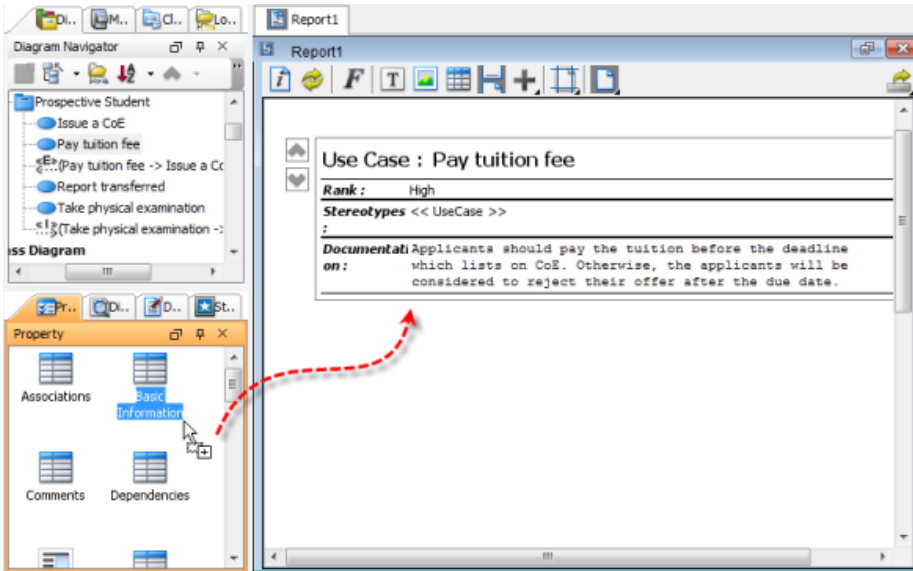 Di.. M.. Cl.. Lo..
Diagram Navigator
Prospective Student
Issue a CoE
Pay tuition fee
(Pay tuition fee -> Issue a Co
Report transferred
Take physical examination
(Take physical examination ->
ass Diagram
Pr.. Di.. D.. St..
Property
Associations
Basic
Information
Comments
Dependencies
Report1
Report1
Use Case : Pay tuition fee
Rank : High
Stereotypes << UseCase >>
:
Documentati Applicants should pay the tuition before the deadline
on : which lists on CoE. Otherwise, the applicants will be
considered to reject their offer after the due date.